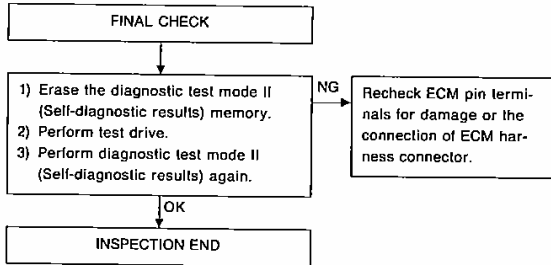 FINAL CHECK
1) Erase the diagnostic test mode II
(Self-diagnostic results) memory.
2) Perform test drive.
3) Perform diagnostic test mode II
(Self-diagnostic results) again.
NG
Recheck ECM pin termi-
nals for damage or the
connection of ECM har-
ness connector.
OK
INSPECTION END